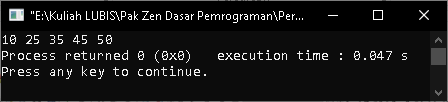 "E:\Kuliah LUBIS\Pak Zen Dasar Pemrograman\Per...
10 25 35 45 50
Process returned 0 (0x0)   execution time : 0.047 s
Press any key to continue.